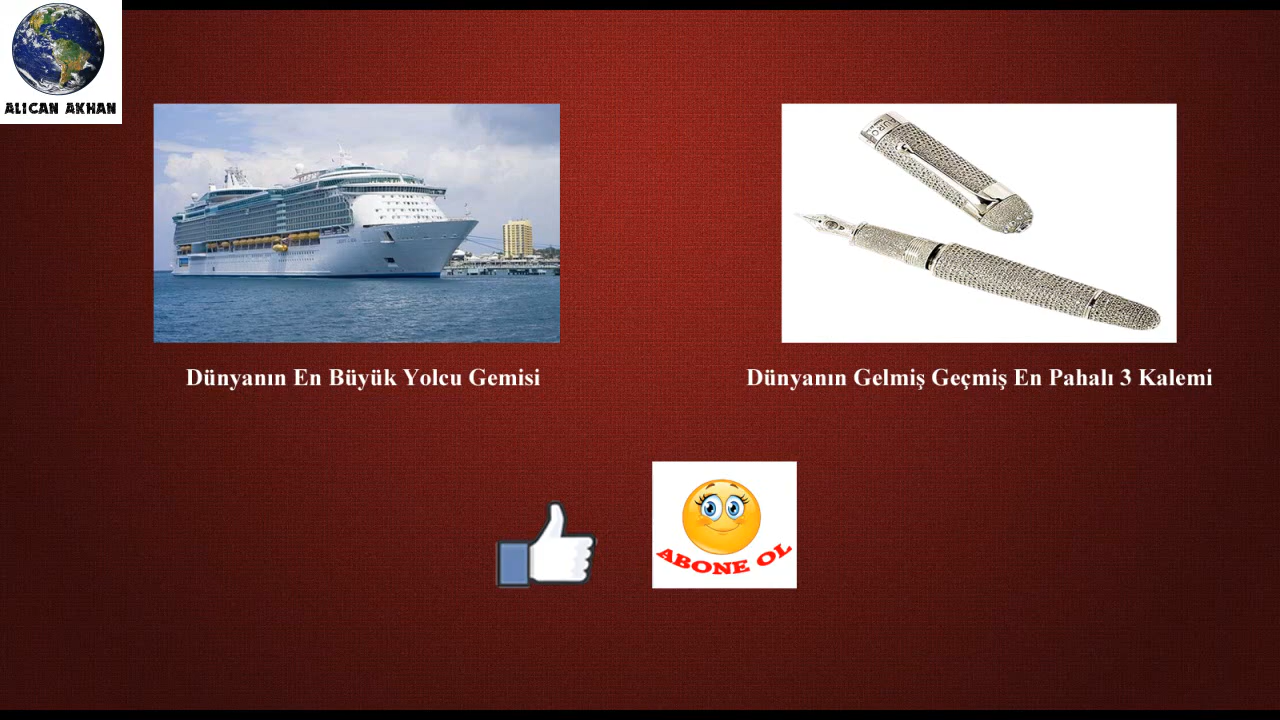 ALICAN AKHAN
Dünyanın En Büyük Yolcu Gemisi
Dünyanın Gelmiş Geçmiş En Pahalı 3 Kalemi
ABONE OL